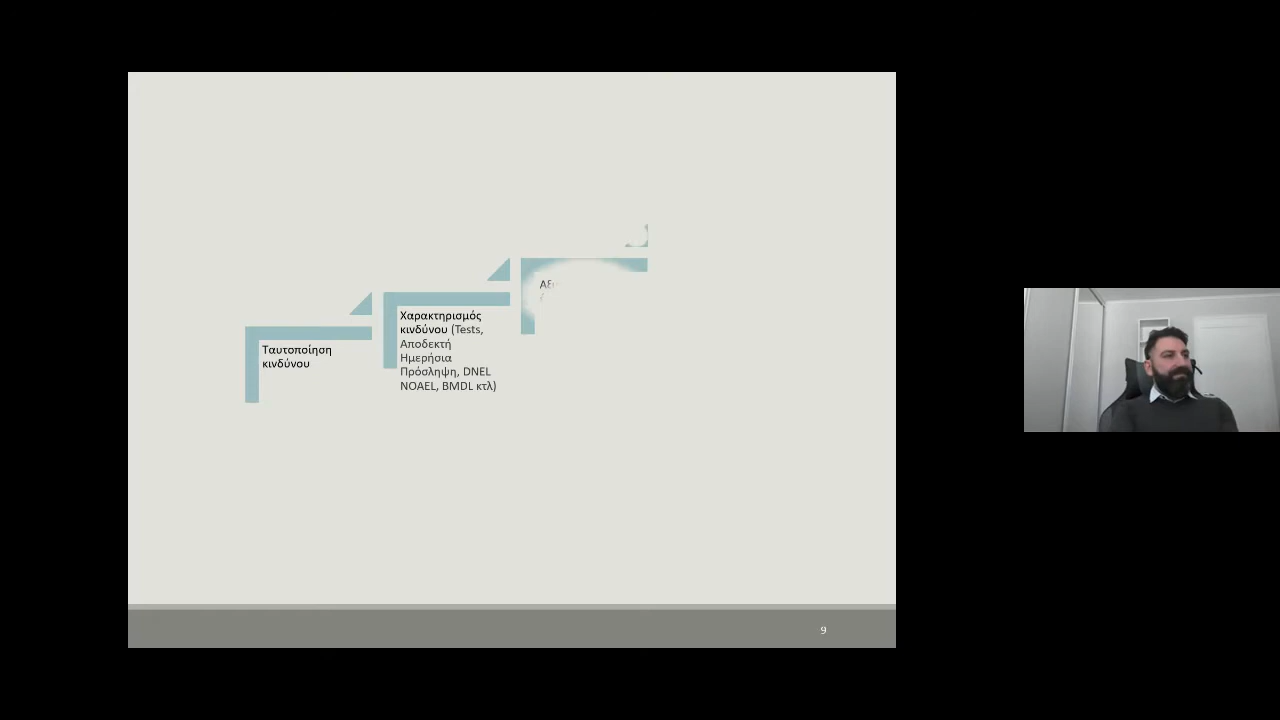 Ταυτοποίηση
κινδύνου
Χαρακτηρισμός
κινδύνου (Tests,
Αποδεκτή
Ημερήσια
Πρόσληψη, DNEL
NOAEL, BMDL κτλ)
9